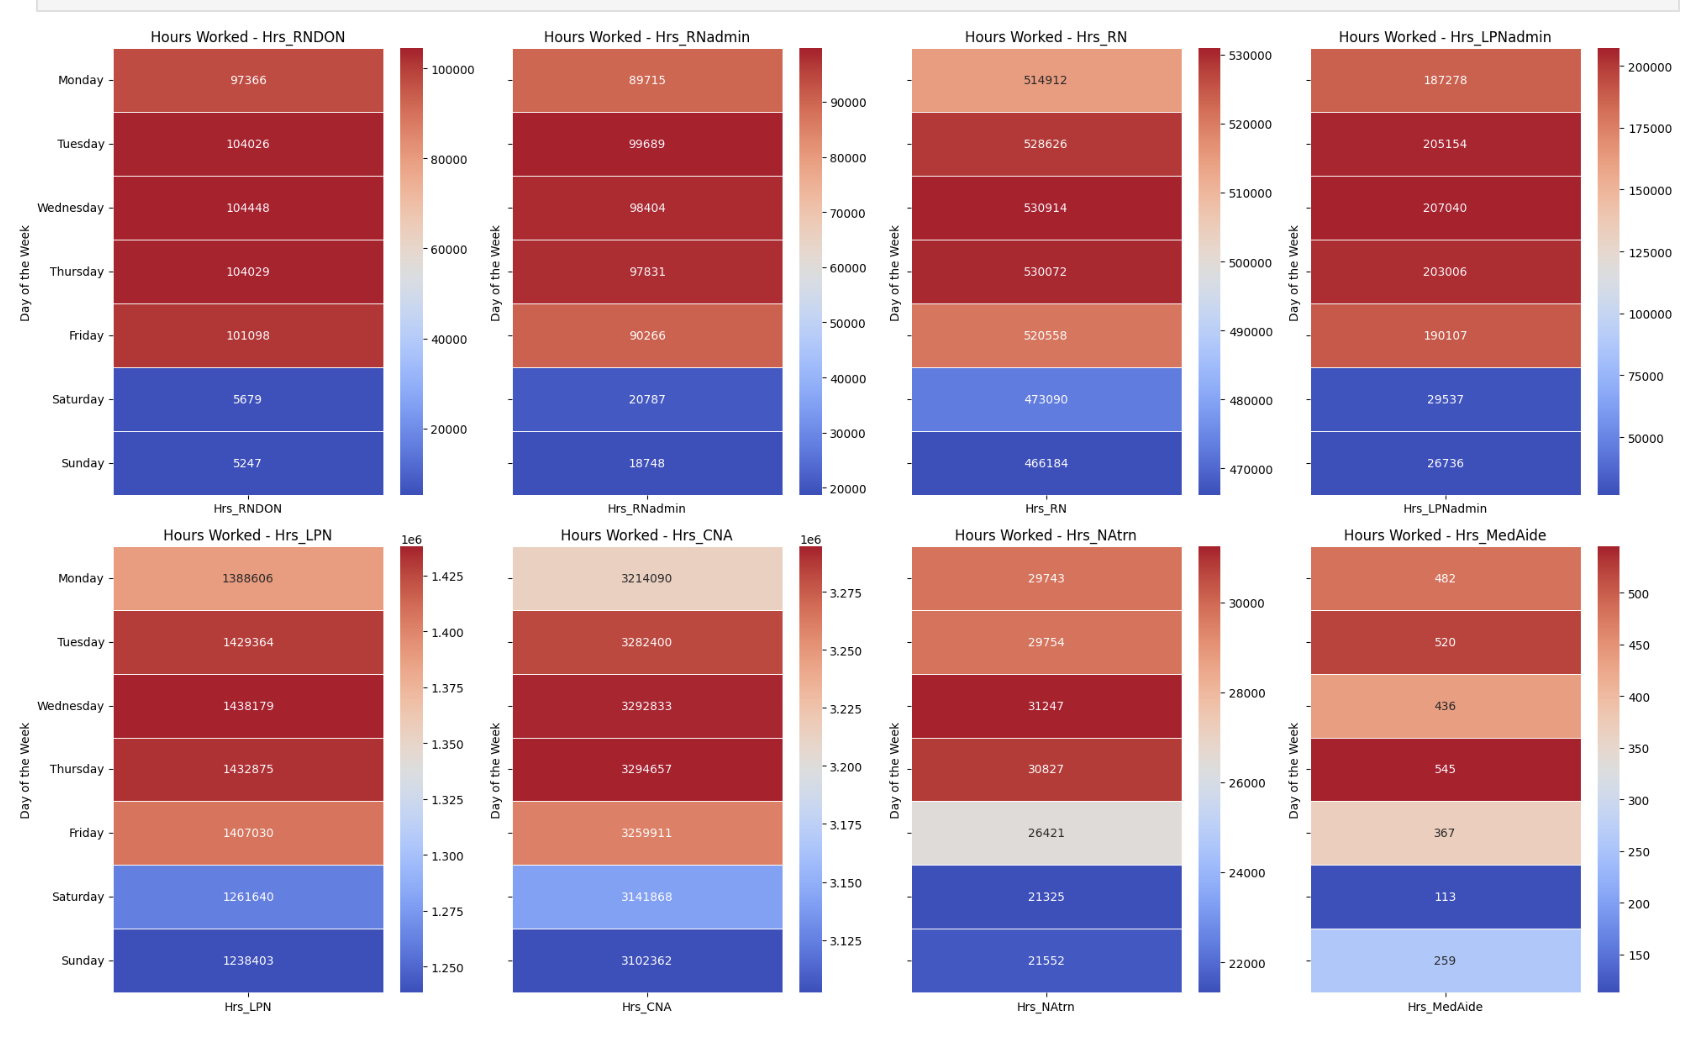 Hours Worked - Hrs_RNDON
Day of the Week
Monday
Tuesday
Wednesday
Thursday
Friday
Saturday
Sunday
97366
104026
104448
104029
101098
5679
5247
Hrs_RNDON
100000
80000
60000
40000
20000
Hours Worked - Hrs_RNadmin
Day of the Week
89715
99689
98404
97831
90266
20787
18748
Hrs_RNadmin
90000
80000
70000
60000
50000
40000
30000
20000
Hours Worked - Hrs_RN
Day of the Week
514912
528626
530914
530072
520558
473090
466184
Hrs_RN
530000
520000
510000
500000
490000
480000
470000
Hours Worked - Hrs_LPNadmin
Day of the Week
187278
205154
207040
203006
190107
29537
26736
Hrs_LPNadmin
200000
175000
150000
125000
100000
75000
50000
Hours Worked - Hrs_LPN
Day of the Week
Monday
Tuesday
Wednesday
Thursday
Friday
Saturday
Sunday
1388606
1429364
1438179
1432875
1407030
1261640
1238403
Hrs_LPN
1e6
1.425
1.400
1.375
1.350
1.325
1.300
1.275
1.250
Hours Worked - Hrs_CNA
Day of the Week
3214090
3282400
3292833
3294657
3259911
3141868
3102362
Hrs_CNA
1e6
3.275
3.250
3.225
3.200
3.175
3.150
3.125
Hours Worked - Hrs_NAtrn
Day of the Week
29743
29754
31247
30827
26421
21325
21552
Hrs_NAtrn
30000
28000
26000
24000
22000
Hours Worked - Hrs_MedAide
Day of the Week
482
520
436
545
367
113
259
Hrs_MedAide
500
450
400
350
300
250
200
150